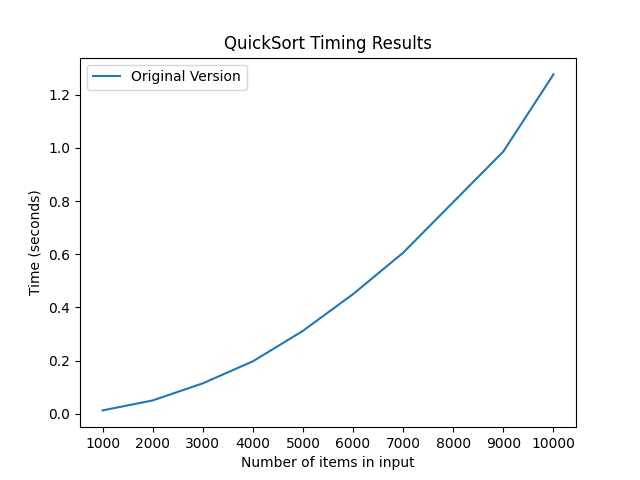 QuickSort Timing Results
Original Version
1.2
1.0
0.8
0.6
0.4
0.2
0.0
Time (seconds)
1000 2000 3000 4000 5000 6000 7000 8000 9000 10000
Number of items in input